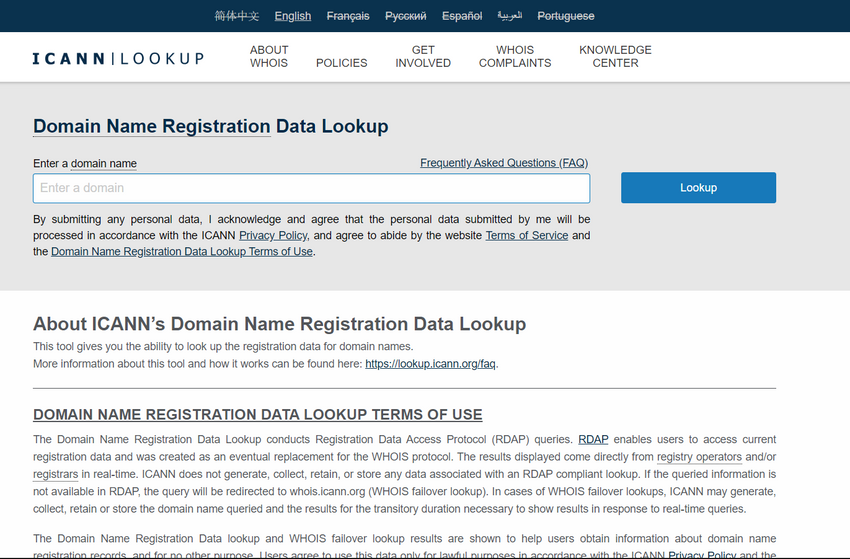 简体中文 English Français Русский Español العربية Portuguese
ICANN|LOOKUP
ABOUT WHOIS
POLICIES
GET INVOLVED
WHOIS COMPLAINTS
KNOWLEDGE CENTER
Domain Name Registration Data Lookup
Enter a domain name
Frequently Asked Questions (FAQ)
Enter a domain
Lookup
By submitting any personal data, I acknowledge and agree that the personal data submitted by me will be
processed in accordance with the ICANN Privacy Policy, and agree to abide by the website Terms of Service and
the Domain Name Registration Data Lookup Terms of Use.
About ICANN’s Domain Name Registration Data Lookup
This tool gives you the ability to look up the registration data for domain names.
More information about this tool and how it works can be found here: https://lookup.icann.org/faq.
DOMAIN NAME REGISTRATION DATA LOOKUP TERMS OF USE
The Domain Name Registration Data Lookup conducts Registration Data Access Protocol (RDAP) queries. RDAP enables users to access current
registration data and was created as an eventual replacement for the WHOIS protocol. The results displayed come directly from registry operators and/or
registrars in real-time. ICANN does not generate, collect, retain, or store any data associated with an RDAP compliant lookup. If the queried information is
not available in RDAP, the query will be redirected to whois.icann.org (WHOIS failover lookup). In cases of WHOIS failover lookups, ICANN may generate,
collect, retain or store the domain name queried and the results for the transitory duration necessary to show results in response to real-time queries.
The Domain Name Registration Data lookup and WHOIS failover lookup results are shown to help users obtain information about domain name
registration records, and for no other purpose. Users agree to use this data only for lawful purposes in accordance with the ICANN Privacy Policy and the